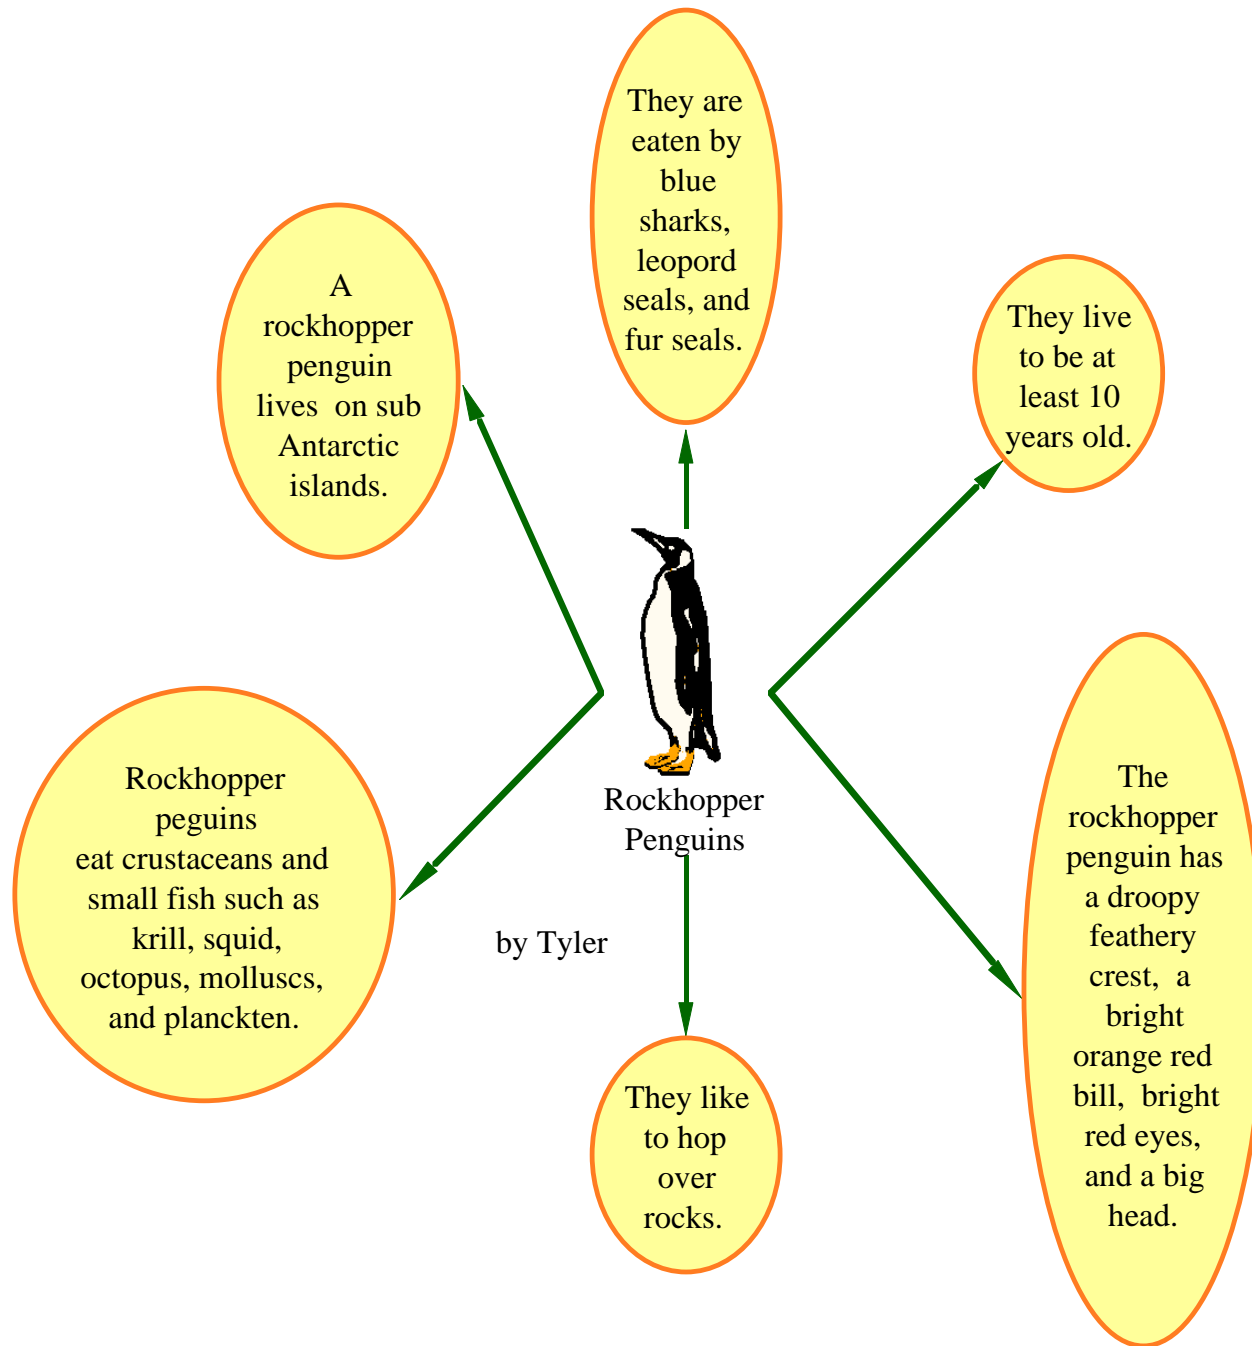 They are
eaten by
blue
sharks,
leopord
seals, and
fur seals.
A
rockhopper
penguin
lives  on sub
Antarctic
islands.
They live
to be at
least 10
years old.
Rockhopper
peguins
eat crustaceans and
small fish such as
krill, squid,
octopus, molluscs,
and planckten.
Rockhopper
Penguins
by Tyler
The
rockhopper
penguin has
a droopy
feathery
crest,  a
bright
orange red
bill,  bright
red eyes,
and a big
head.
They like
to hop
over
rocks.